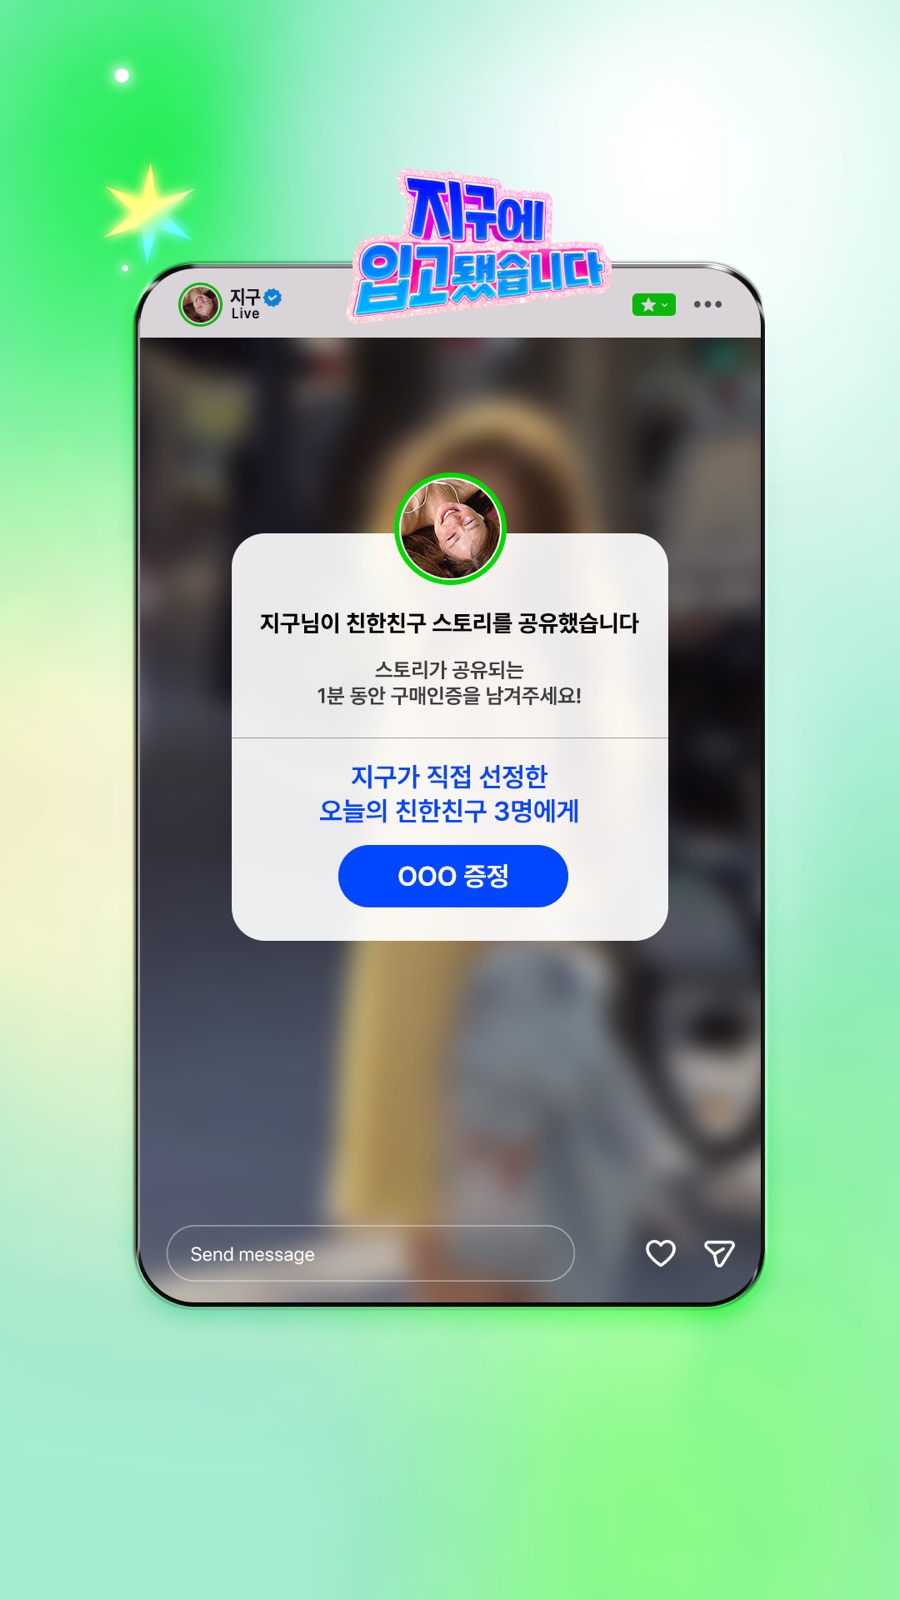 지구에
입고됐습니다
지구
Live
지구님이 친한친구 스토리를 공유했습니다
스토리가 공유되는
1분 동안 구매인증을 남겨주세요!
지구가 직접 선정한
오늘의 친한친구 3명에게
OOO 증정
Send message